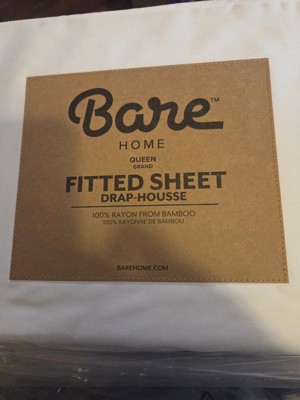 Bare™
HOME
QUEEN
GRAND
FITTED SHEET
DRAP-HOUSSE
100% RAYON FROM BAMBOO
100% RAYONNE DE BAMBOU
BAREHOME.COM